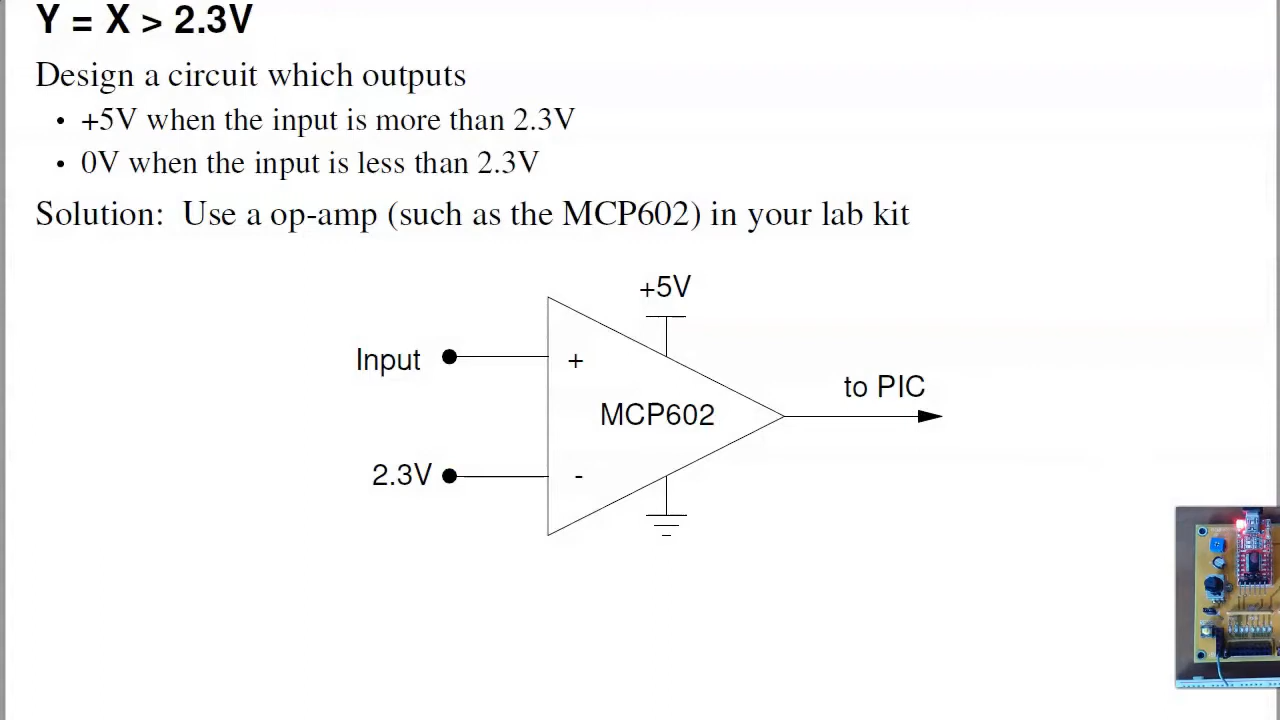 Y = X > 2.3V
Design a circuit which outputs
• +5V when the input is more than 2.3V
• 0V when the input is less than 2.3V
Solution: Use a op-amp (such as the MCP602) in your lab kit
+5V
Input
+
to PIC
MCP602
2.3V
-